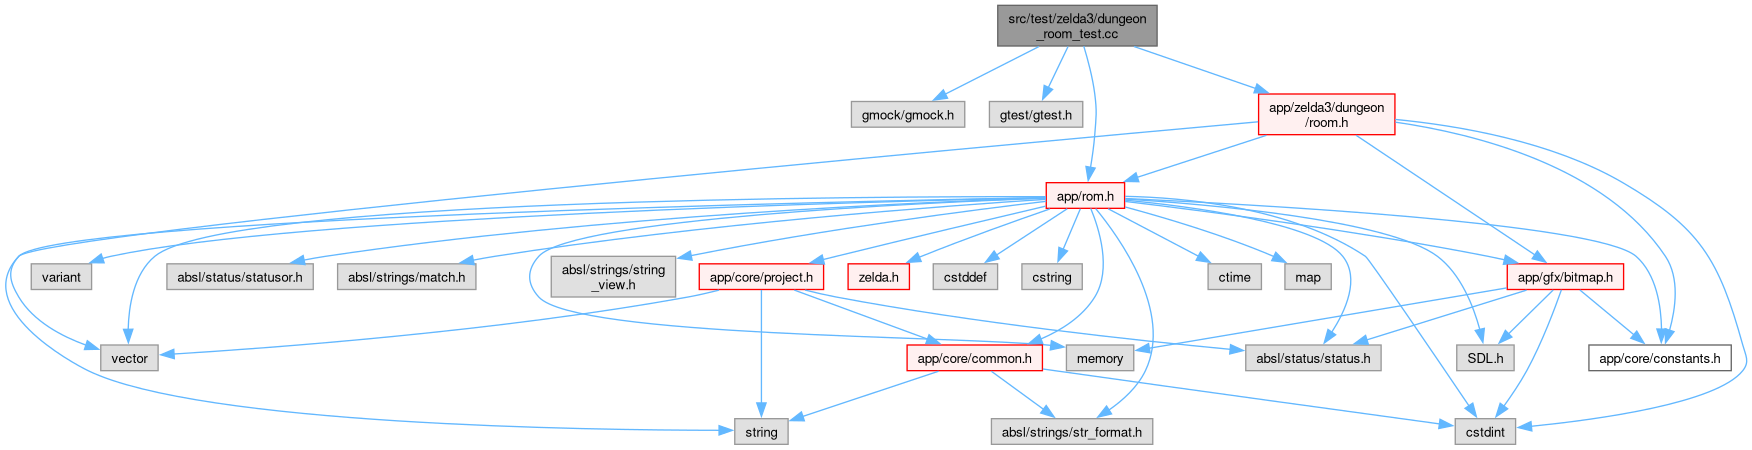 src/test/zelda3/dungeon
_room_test.cc
gmock/gmock.h
gtest/gtest.h
app/zelda3/dungeon
/room.h
app/rom.h
variant
absl/status/statusor.h
absl/strings/match.h
absl/strings/string
_view.h
app/core/project.h
zelda.h
cstddef
cstring
ctime
map
app/gfx/bitmap.h
vector
app/core/common.h
memory
absl/status/status.h
SDL.h
app/core/constants.h
string
absl/strings/str_format.h
cstdint